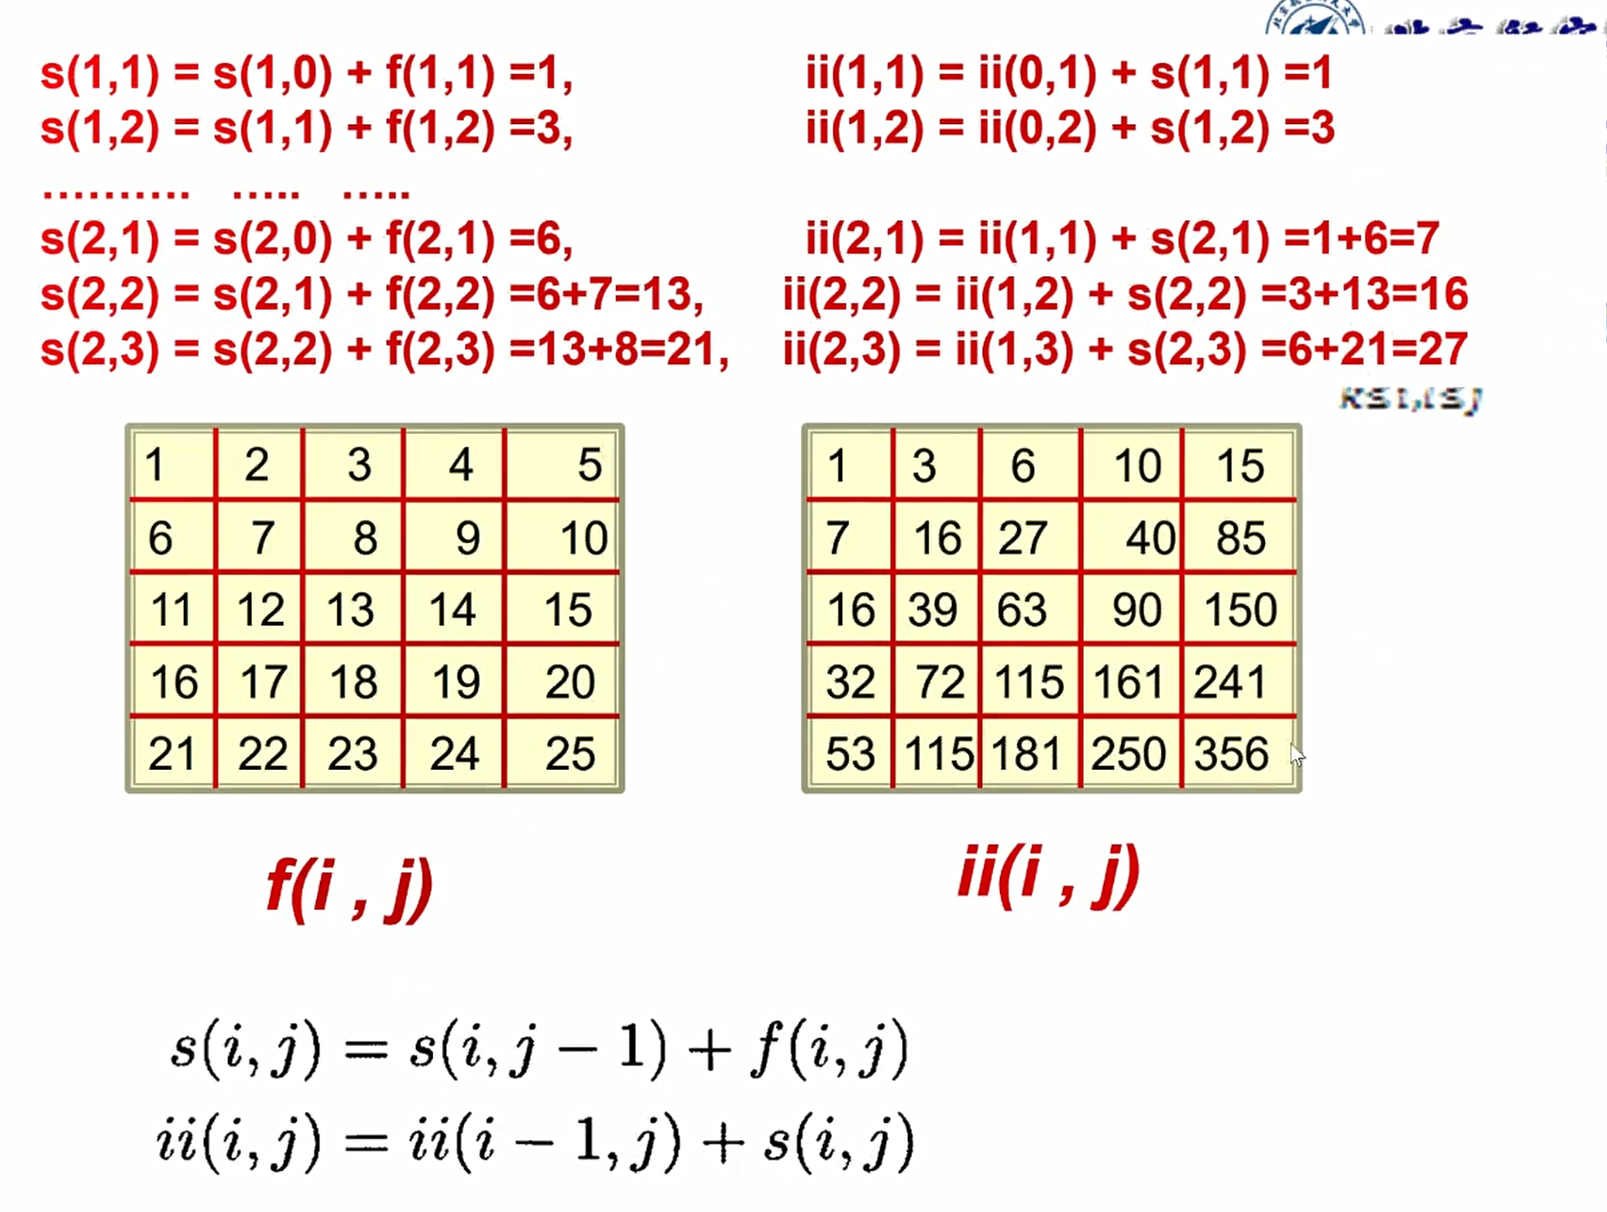 s(1,1) = s(1,0) + f(1,1) =1, ii(1,1) = ii(0,1) + s(1,1) =1
s(1,2) = s(1,1) + f(1,2) =3, ii(1,2) = ii(0,2) + s(1,2) =3
………. ….. …..
s(2,1) = s(2,0) + f(2,1) =6, ii(2,1) = ii(1,1) + s(2,1) =1+6=7
s(2,2) = s(2,1) + f(2,2) =6+7=13, ii(2,2) = ii(1,2) + s(2,2) =3+13=16
s(2,3) = s(2,2) + f(2,3) =13+8=21, ii(2,3) = ii(1,3) + s(2,3) =6+21=27
1 2 3 4 5
6 7 8 9 10
11 12 13 14 15
16 17 18 19 20
21 22 23 24 25
f(i , j)
1 3 6 10 15
7 16 27 40 85
16 39 63 90 150
32 72 115 161 241
53 115 181 250 356
ii(i , j)
s(i, j) = s(i, j − 1) + f(i, j)
ii(i, j) = ii(i − 1, j) + s(i, j)